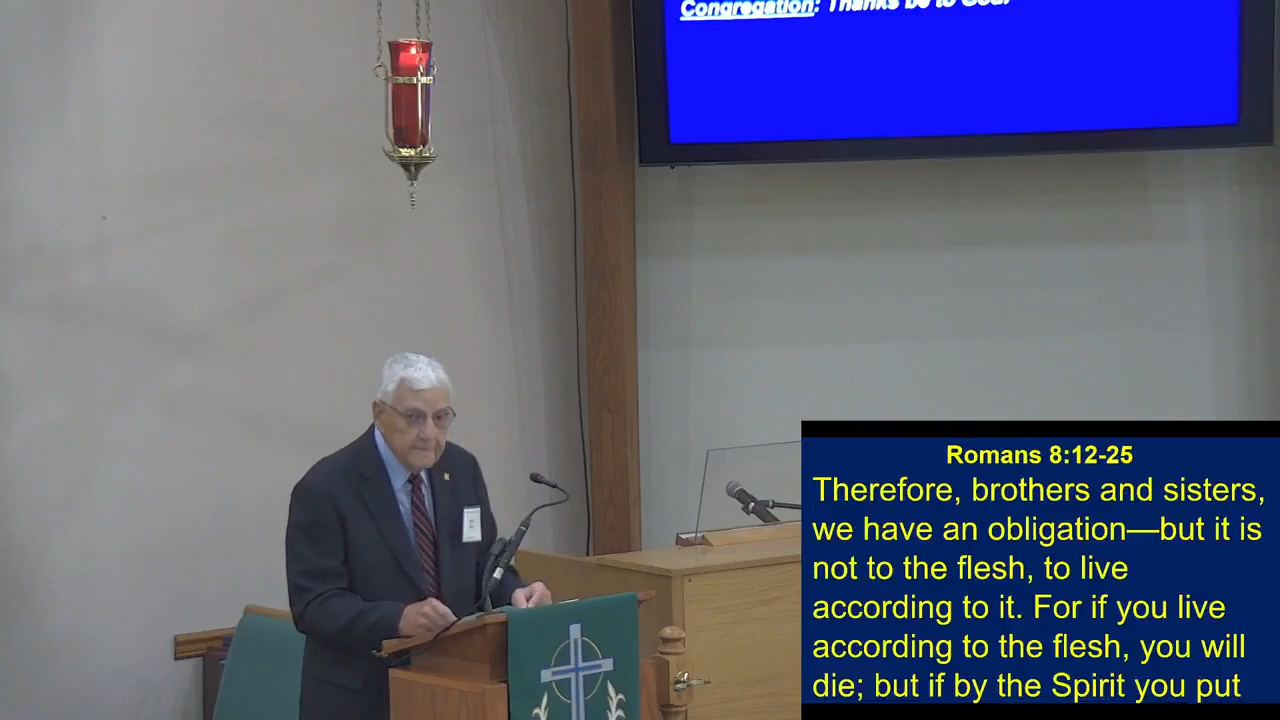 Congregation: Thanks be to God.
Romans 8:12-25
Therefore, brothers and sisters,
we have an obligation—but it is
not to the flesh, to live
according to it. For if you live
according to the flesh, you will
die; but if by the Spirit you put